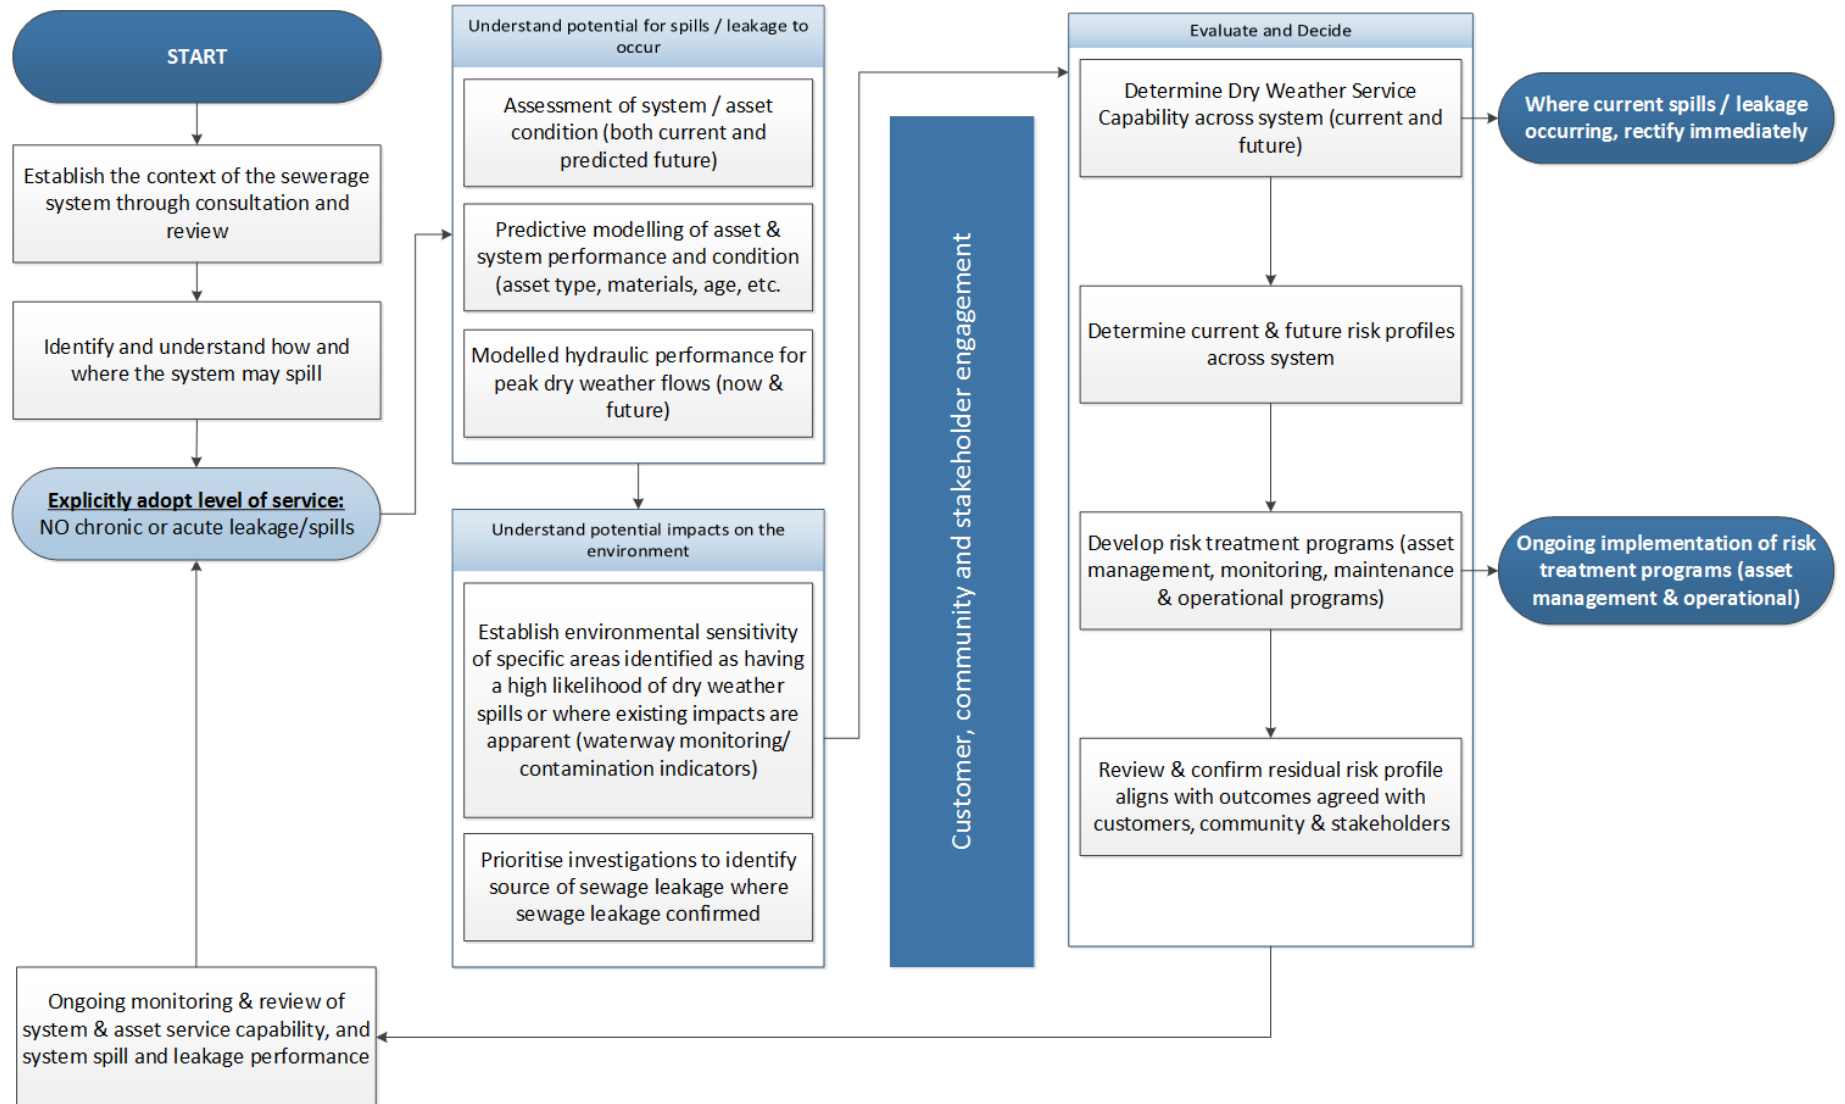 START
Establish the context of the sewerage
system through consultation and
review
Identify and understand how and
where the system may spill
Explicitly adopt level of service:
NO chronic or acute leakage/spills
Ongoing monitoring & review of
system & asset service capability, and
system spill and leakage performance
Understand potential for spills / leakage to
occur
Assessment of system / asset
condition (both current and
predicted future)
Predictive modelling of asset &
system performance and condition
(asset type, materials, age, etc.
Modelled hydraulic performance for
peak dry weather flows (now &
future)
Understand potential impacts on the
environment
Establish environmental sensitivity
of specific areas identified as having
a high likelihood of dry weather
spills or where existing impacts are
apparent (waterway monitoring/
contamination indicators)
Prioritise investigations to identify
source of sewage leakage where
sewage leakage confirmed
Customer, community and stakeholder engagement
Evaluate and Decide
Determine Dry Weather Service
Capability across system (current and
future)
Determine current & future risk profiles
across system
Develop risk treatment programs (asset
management, monitoring, maintenance
& operational programs)
Review & confirm residual risk profile
aligns with outcomes agreed with
customers, community & stakeholders
Where current spills / leakage
occurring, rectify immediately
Ongoing implementation of risk
treatment programs (asset
management & operational)